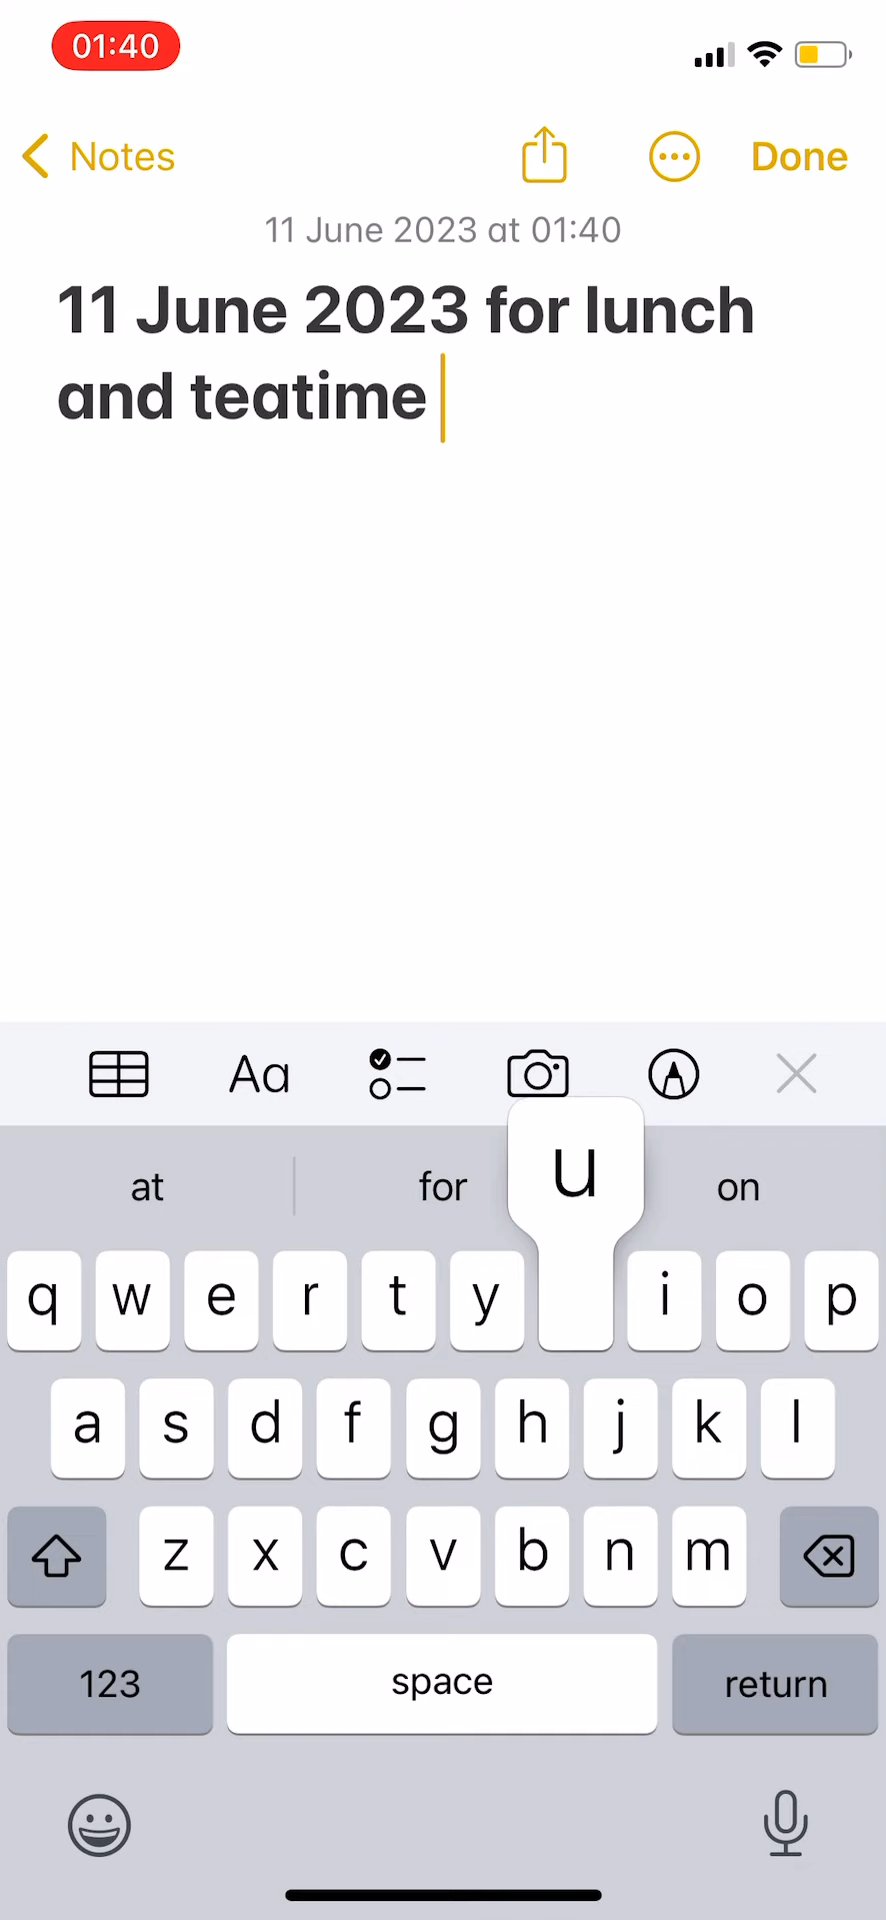 01:40
Notes
Done
11 June 2023 at 01:40
11 June 2023 for lunch
and teatime
Aa
at for on
u
q w e r t y i o p
a s d f g h j k l
z x c v b n m
123 space return